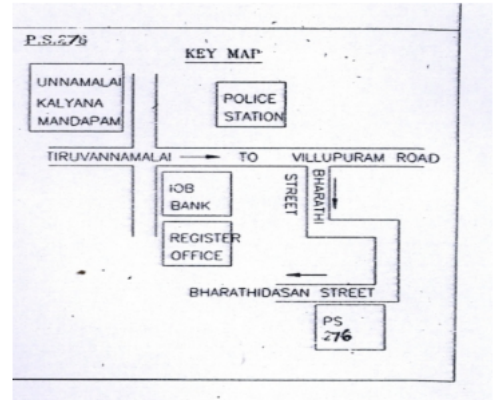 P.S.276
KEY MAP
UNNAMALAI
KALYANA
MANDAPAM
POLICE
STATION
TIRUVANNAMALAI TO VILLUPURAM ROAD
IOB
BANK
BHARATHI
STREET
REGISTER
OFFICE
BHARATHIDASAN STREET
PS
276